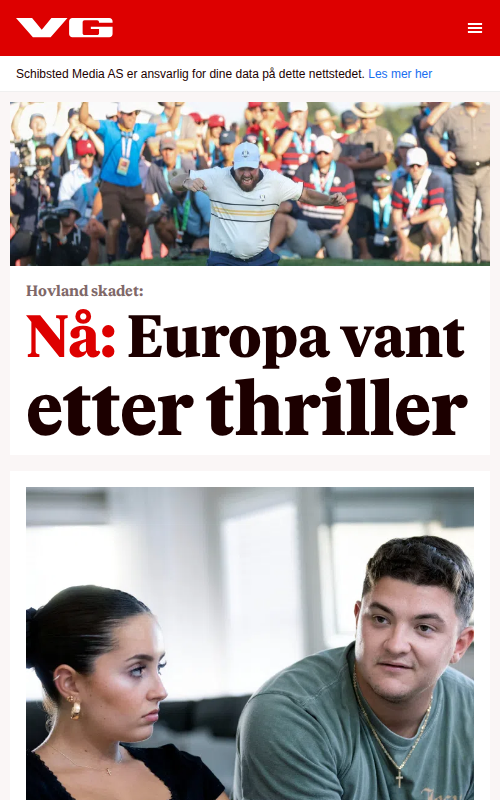 VG
Schibsted Media AS er ansvarlig for dine data på dette nettstedet. Les mer her
Hovland skadet:
Nå: Europa vant
etter thriller